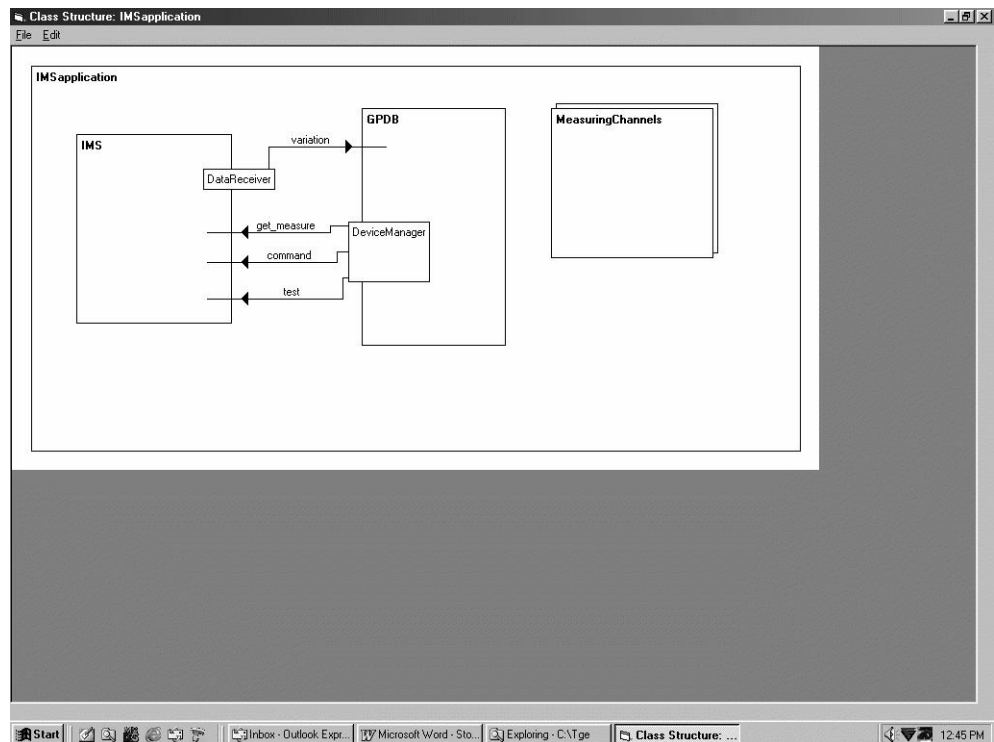 Class Structure: IMSapplication
File Edit
IMSapplication
IMS
GPDB
MeasuringChannels
variation
DataReceiver
get_measure
DeviceManager
command
test
Start
Inbox - Outlook Expr...
Microsoft Word - Sto...
Exploring - C:\Tge
Class Structure: ...
12:45 PM